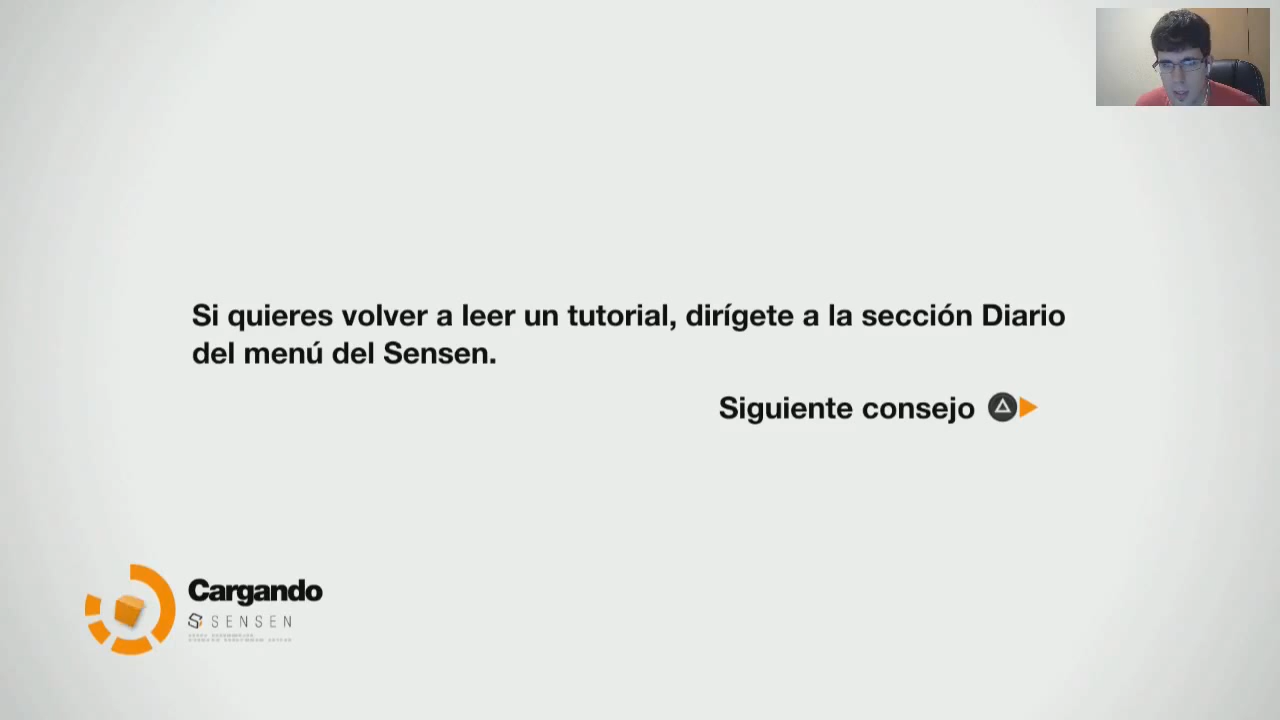 Si quieres volver a leer un tutorial, dirígete a la sección Diario
del menú del Sensen.
Siguiente consejo
Cargando
SENSEN